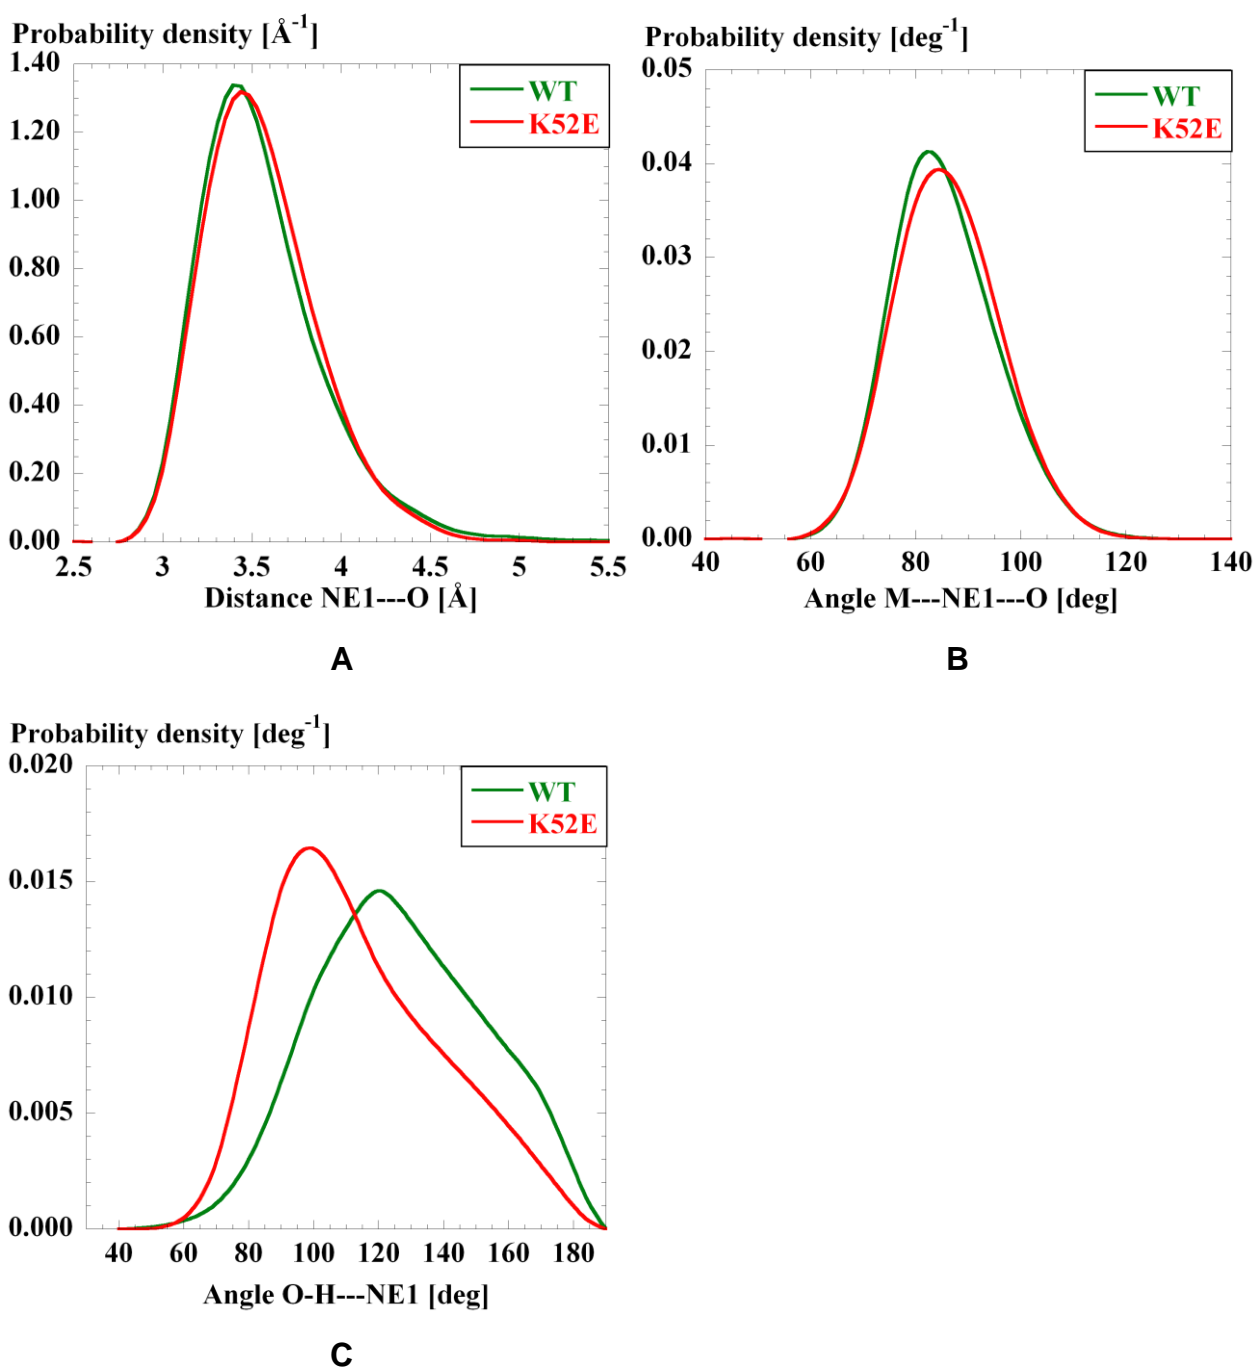 Probability density [Å⁻¹]
1.40
1.20
1.00
0.80
0.60
0.40
0.20
0.00
2.5 3 3.5 4 4.5 5 5.5
WT
K52E
Distance NE1---O [Å]
A
Probability density [deg⁻¹]
0.05
0.04
0.03
0.02
0.01
0.00
40 60 80 100 120 140
WT
K52E
Angle M---NE1---O [deg]
B
Probability density [deg⁻¹]
0.020
0.015
0.010
0.005
0.000
40 60 80 100 120 140 160 180
WT
K52E
Angle O-H---NE1 [deg]
C